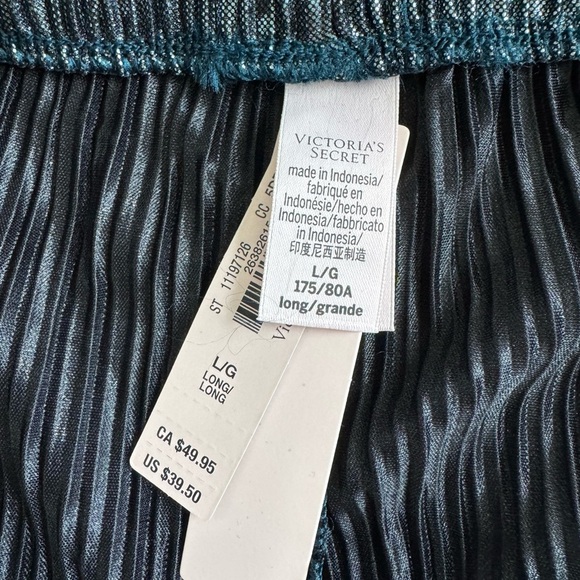 VICTORIA'S
SECRET
made in Indonesia/
fabriqué en
Indonésie/hecho en
Indonesia/fabbricato
in Indonesia/
印度尼西亚制造
L/G
175/80A
long/grande
ST 11197126 CC
L/G
LONG/
LONG
CA $49.95
US $39.50